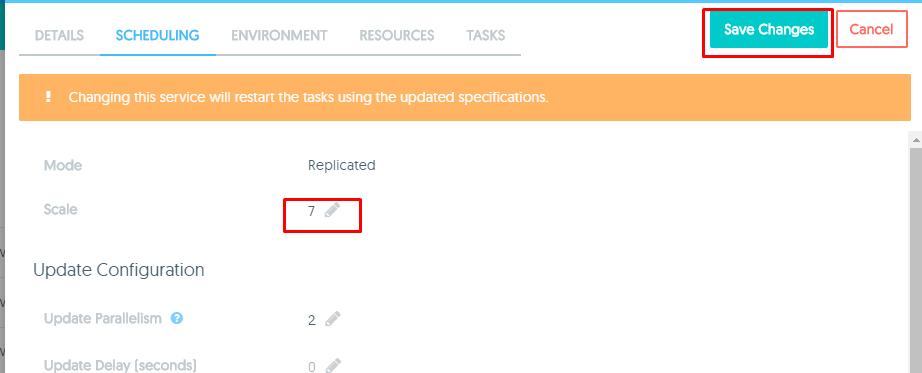 DETAILS SCHEDULING ENVIRONMENT RESOURCES TASKS Save Changes Cancel
! Changing this service will restart the tasks using the updated specifications.
Mode Replicated
Scale 7
Update Configuration
Update Parallelism ? 2
Update Delay (seconds) 0